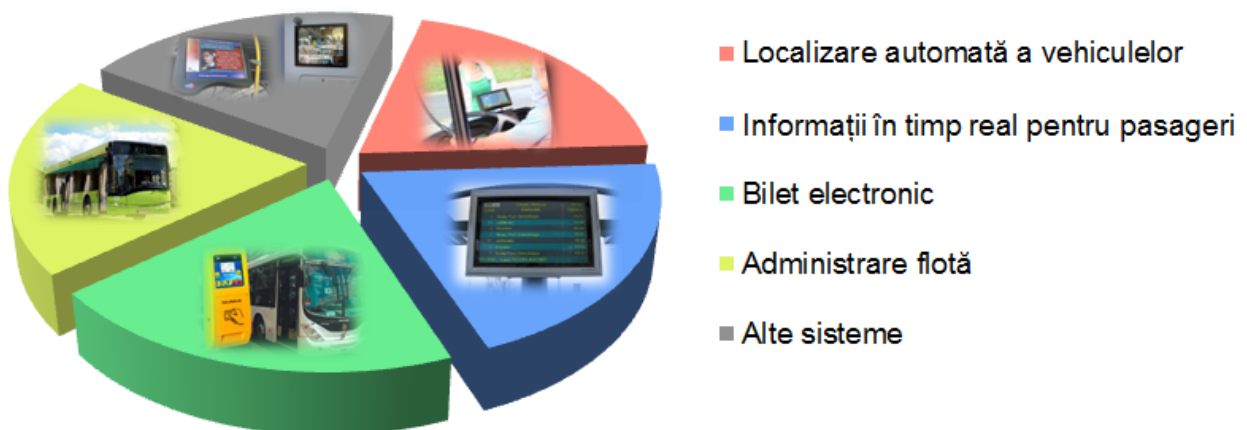 Localizare automată a vehiculelor
Informații în timp real pentru pasageri
Bilet electronic
Administrare flotă
Alte sisteme